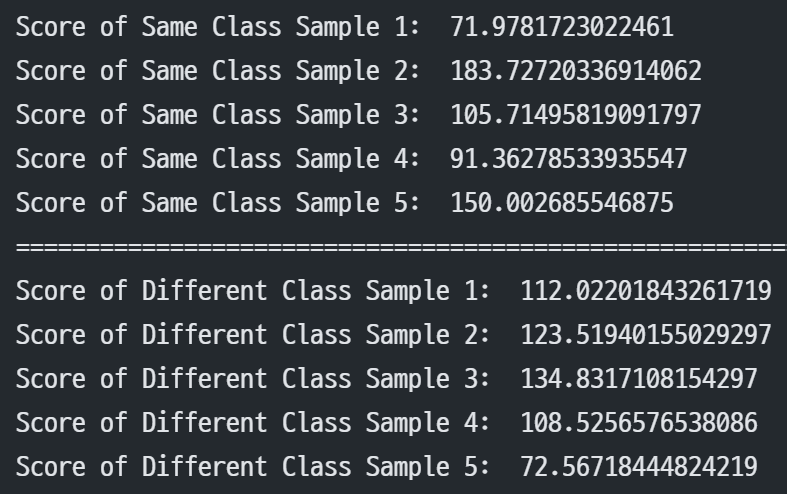 Score of Same Class Sample 1:  71.9781723022461
Score of Same Class Sample 2:  183.72720336914062
Score of Same Class Sample 3:  105.71495819091797
Score of Same Class Sample 4:  91.36278533935547
Score of Same Class Sample 5:  150.002685546875
=======================================================
Score of Different Class Sample 1:  112.02201843261719
Score of Different Class Sample 2:  123.51940155029297
Score of Different Class Sample 3:  134.8317108154297
Score of Different Class Sample 4:  108.5256576538086
Score of Different Class Sample 5:  72.56718444824219